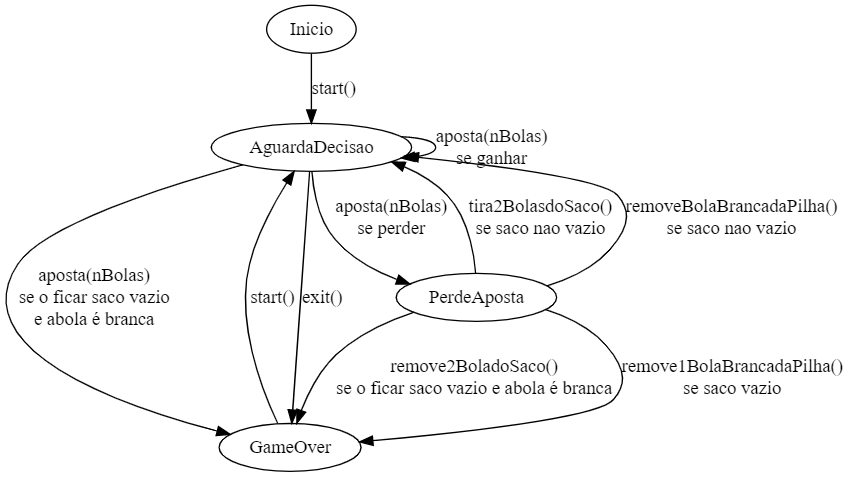 Inicio
start()
AguardaDecisao
aposta(nBolas)
se ganhar
aposta(nBolas)
se perder
tira2BolasdoSaco()
se saco nao vazio
removeBolaBrancadaPilha()
se saco nao vazio
aposta(nBolas)
se o ficar saco vazio
e abola é branca
start()
exit()
PerdeAposta
remove2BoladoSaco()
se o ficar saco vazio e abola é branca
remove1BolaBrancadaPilha()
se saco vazio
GameOver